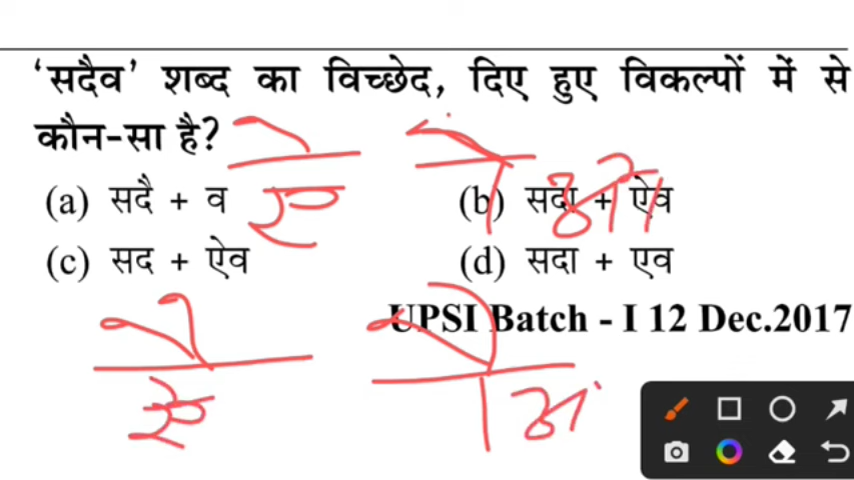 ‘सदैव’ शब्द का विच्छेद, दिए हुए विकल्पों में से
कौन-सा है?
(a) सदै + व (b) सदा + ऐव
(c) सद + ऐव (d) सदा + एव
UPSI Batch - I 12 Dec.2017